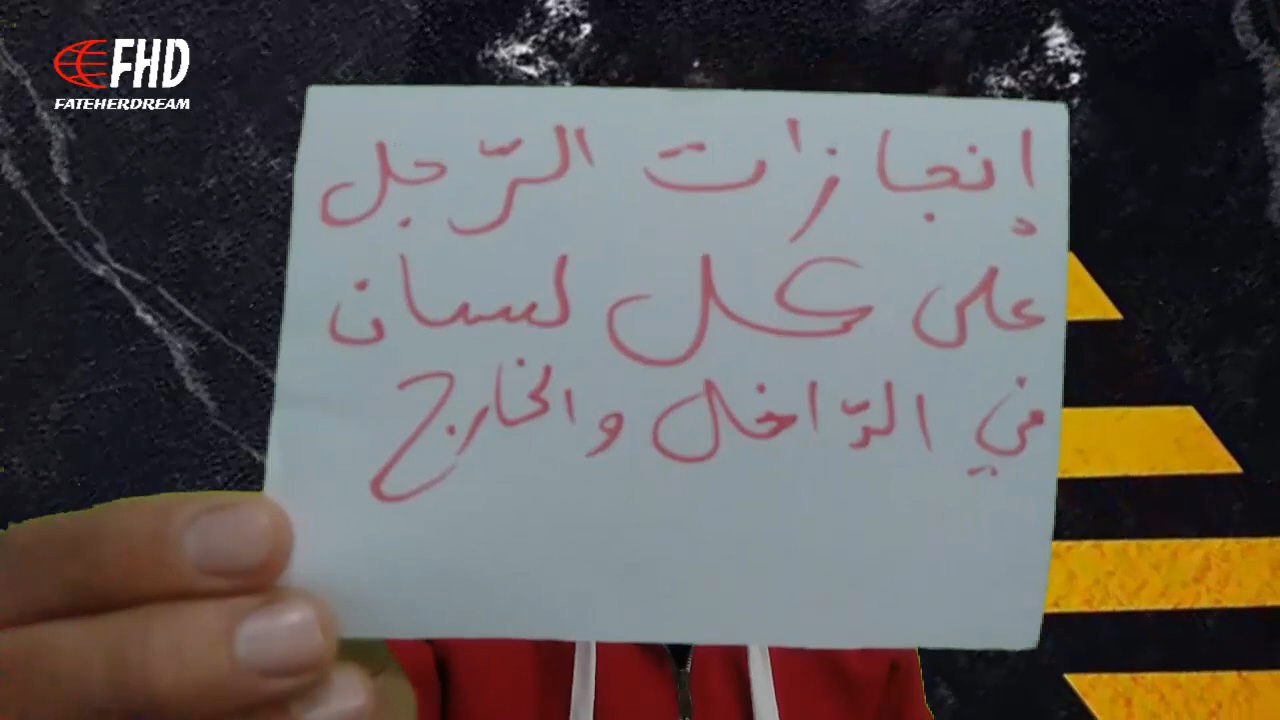 FHD
FATEHERDREAM
إنجازات الرّجل
على كل لسان
في الدّاخل والخارج